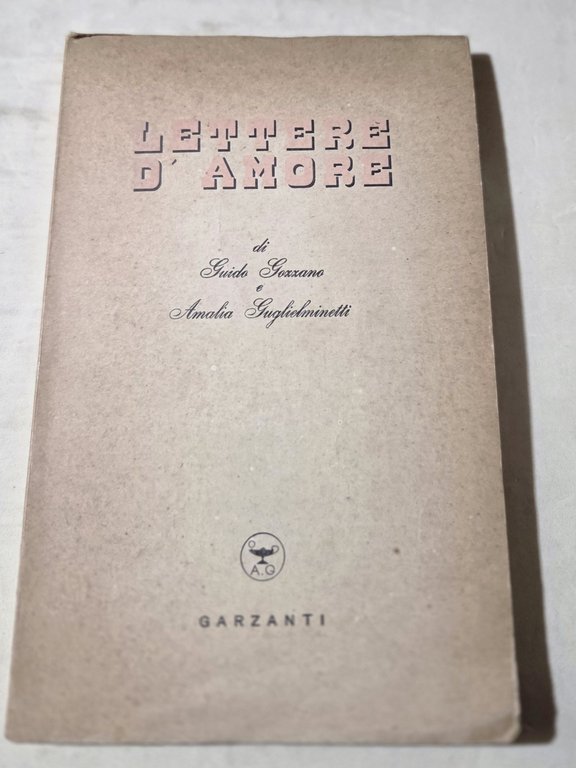 LETTERE
D' AMORE
di
Guido Gozzano
e
Amalia Guglielminetti
A.G
GARZANTI